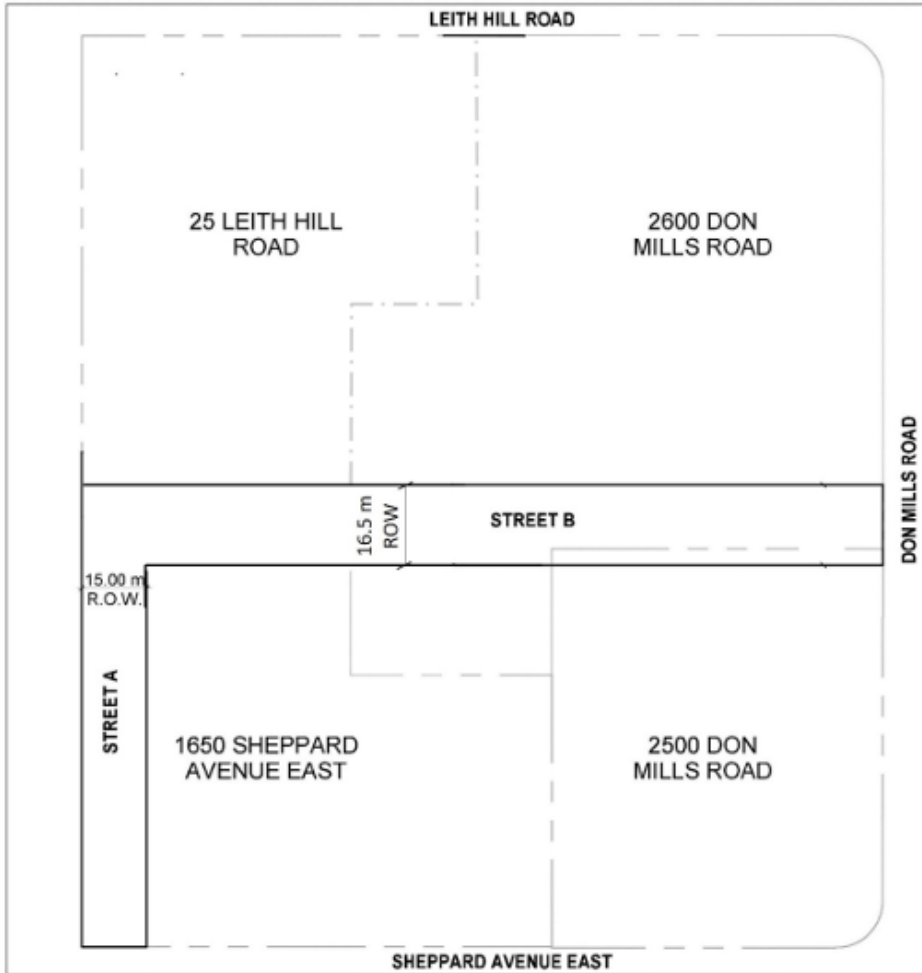 LEITH HILL ROAD
25 LEITH HILL
ROAD
2600 DON
MILLS ROAD
DON MILLS ROAD
STREET B
16.5 m
ROW
15.00 m
R.O.W.
STREET A
1650 SHEPPARD
AVENUE EAST
2500 DON
MILLS ROAD
SHEPPARD AVENUE EAST